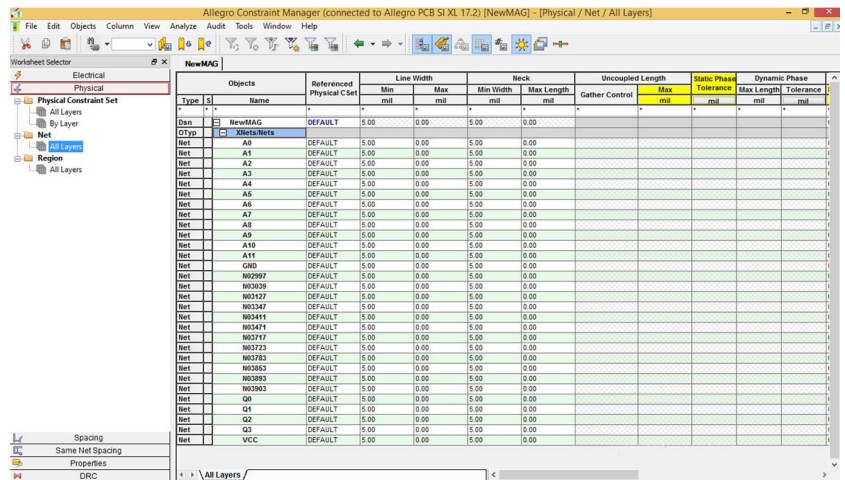 Allegro Constraint Manager (connected to Allegro PCB SI XL 17.2) [NewMAG] - [Physical / Net / All Layers]
File Edit Objects Column View Analyze Audit Tools Window Help
Worksheet Selector
NewMAG
Electrical
Physical
Physical Constraint Set
All Layers
By Layer
Net
All Layers
Region
All Layers
Spacing
Same Net Spacing
Properties
DRC
Objects Referenced Physical CSet Line Width Neck Uncoupled Length Static Phase Tolerance Dynamic Phase
Min Max Min Width Max Length Gather Control Max Max Length Tolerance
Type S Name mil mil mil mil mil mil mil mil
* * * * * * * * * * * * *
Dsn NewMAG DEFAULT 5.00 0.00 5.00 0.00
OTyp XNets/Nets
Net A0 DEFAULT 5.00 0.00 5.00 0.00
Net A1 DEFAULT 5.00 0.00 5.00 0.00
Net A2 DEFAULT 5.00 0.00 5.00 0.00
Net A3 DEFAULT 5.00 0.00 5.00 0.00
Net A4 DEFAULT 5.00 0.00 5.00 0.00
Net A5 DEFAULT 5.00 0.00 5.00 0.00
Net A6 DEFAULT 5.00 0.00 5.00 0.00
Net A7 DEFAULT 5.00 0.00 5.00 0.00
Net A8 DEFAULT 5.00 0.00 5.00 0.00
Net A9 DEFAULT 5.00 0.00 5.00 0.00
Net A10 DEFAULT 5.00 0.00 5.00 0.00
Net A11 DEFAULT 5.00 0.00 5.00 0.00
Net GND DEFAULT 5.00 0.00 5.00 0.00
Net N02997 DEFAULT 5.00 0.00 5.00 0.00
Net N03039 DEFAULT 5.00 0.00 5.00 0.00
Net N03127 DEFAULT 5.00 0.00 5.00 0.00
Net N03347 DEFAULT 5.00 0.00 5.00 0.00
Net N03411 DEFAULT 5.00 0.00 5.00 0.00
Net N03471 DEFAULT 5.00 0.00 5.00 0.00
Net N03717 DEFAULT 5.00 0.00 5.00 0.00
Net N03723 DEFAULT 5.00 0.00 5.00 0.00
Net N03783 DEFAULT 5.00 0.00 5.00 0.00
Net N03853 DEFAULT 5.00 0.00 5.00 0.00
Net N03893 DEFAULT 5.00 0.00 5.00 0.00
Net N03903 DEFAULT 5.00 0.00 5.00 0.00
Net Q0 DEFAULT 5.00 0.00 5.00 0.00
Net Q1 DEFAULT 5.00 0.00 5.00 0.00
Net Q2 DEFAULT 5.00 0.00 5.00 0.00
Net Q3 DEFAULT 5.00 0.00 5.00 0.00
Net VCC DEFAULT 5.00 0.00 5.00 0.00
All Layers